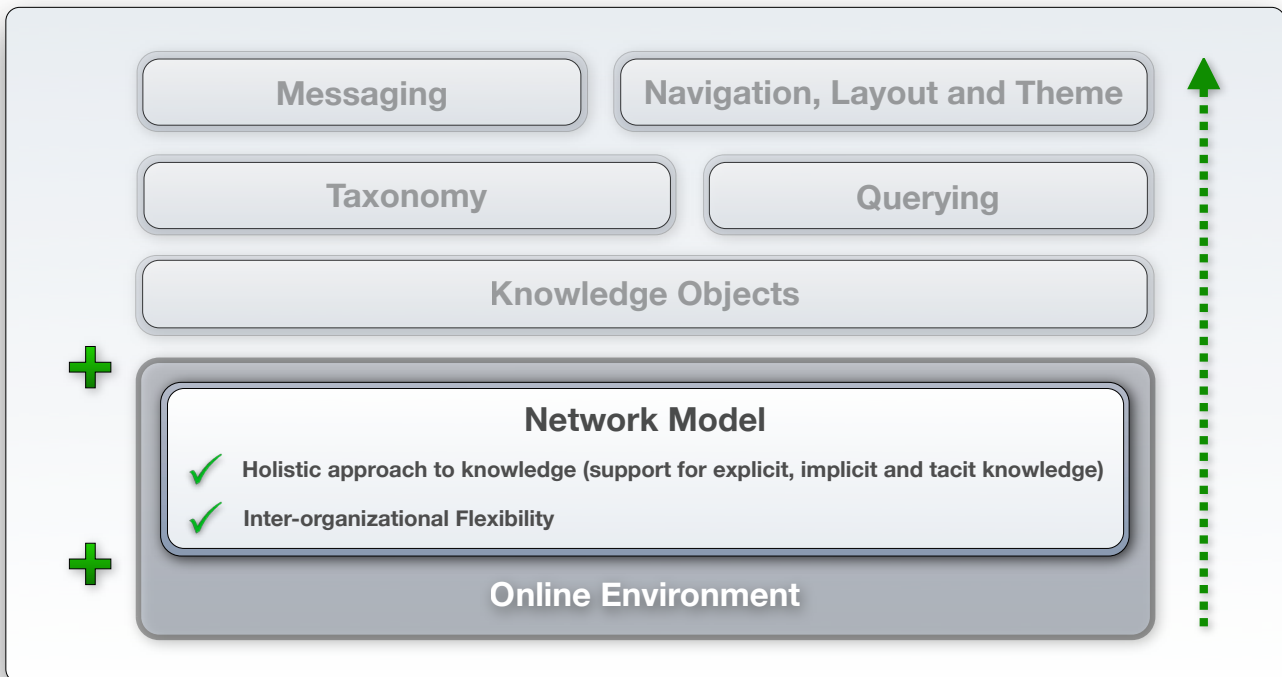 Messaging
Navigation, Layout and Theme
Taxonomy
Querying
Knowledge Objects
Network Model
Holistic approach to knowledge (support for explicit, implicit and tacit knowledge)
Inter-organizational Flexibility
Online Environment